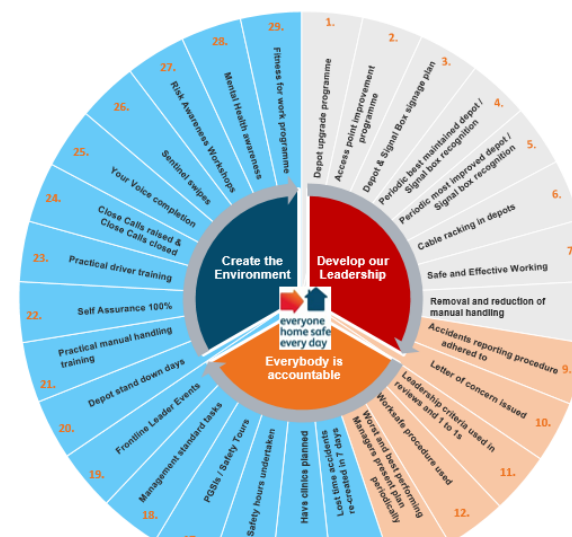 1.
Depot upgrade programme
2.
Access point improvement
programme
3.
Depot & Signal Box signage plan
4.
Periodic best maintained depot /
Signal box recognition
5.
Periodic most improved depot /
Signal box recognition
6.
Cable racking in depots
7.
Safe and Effective Working
Removal and reduction of
manual handling
9.
Accidents reporting procedure
adhered to
10.
Letter of concern issued
11.
Leadership criteria used in
reviews and 1 to 1s
12.
Worksafe procedure used
Worst and best performing
Managers present plan
periodically
Lost time accidents
re-created in 7 days
Havs clinics planned
Safety hours undertaken
PGSIs / Safety Tours
18.
Management standard tasks
19.
Frontline Leader Events
20.
Depot stand down days
21.
Practical manual handling
training
22.
Self Assurance 100%
23.
Practical driver training
24.
Close Calls raised &
Close Calls closed
25.
Your Voice completion
26.
Sentinel swipes
27.
Risk Awareness Workshops
28.
Mental Health awareness
29.
Fitness for work programme
Create the
Environment
Develop our
Leadership
everyone
home safe
every day
Everybody is
accountable